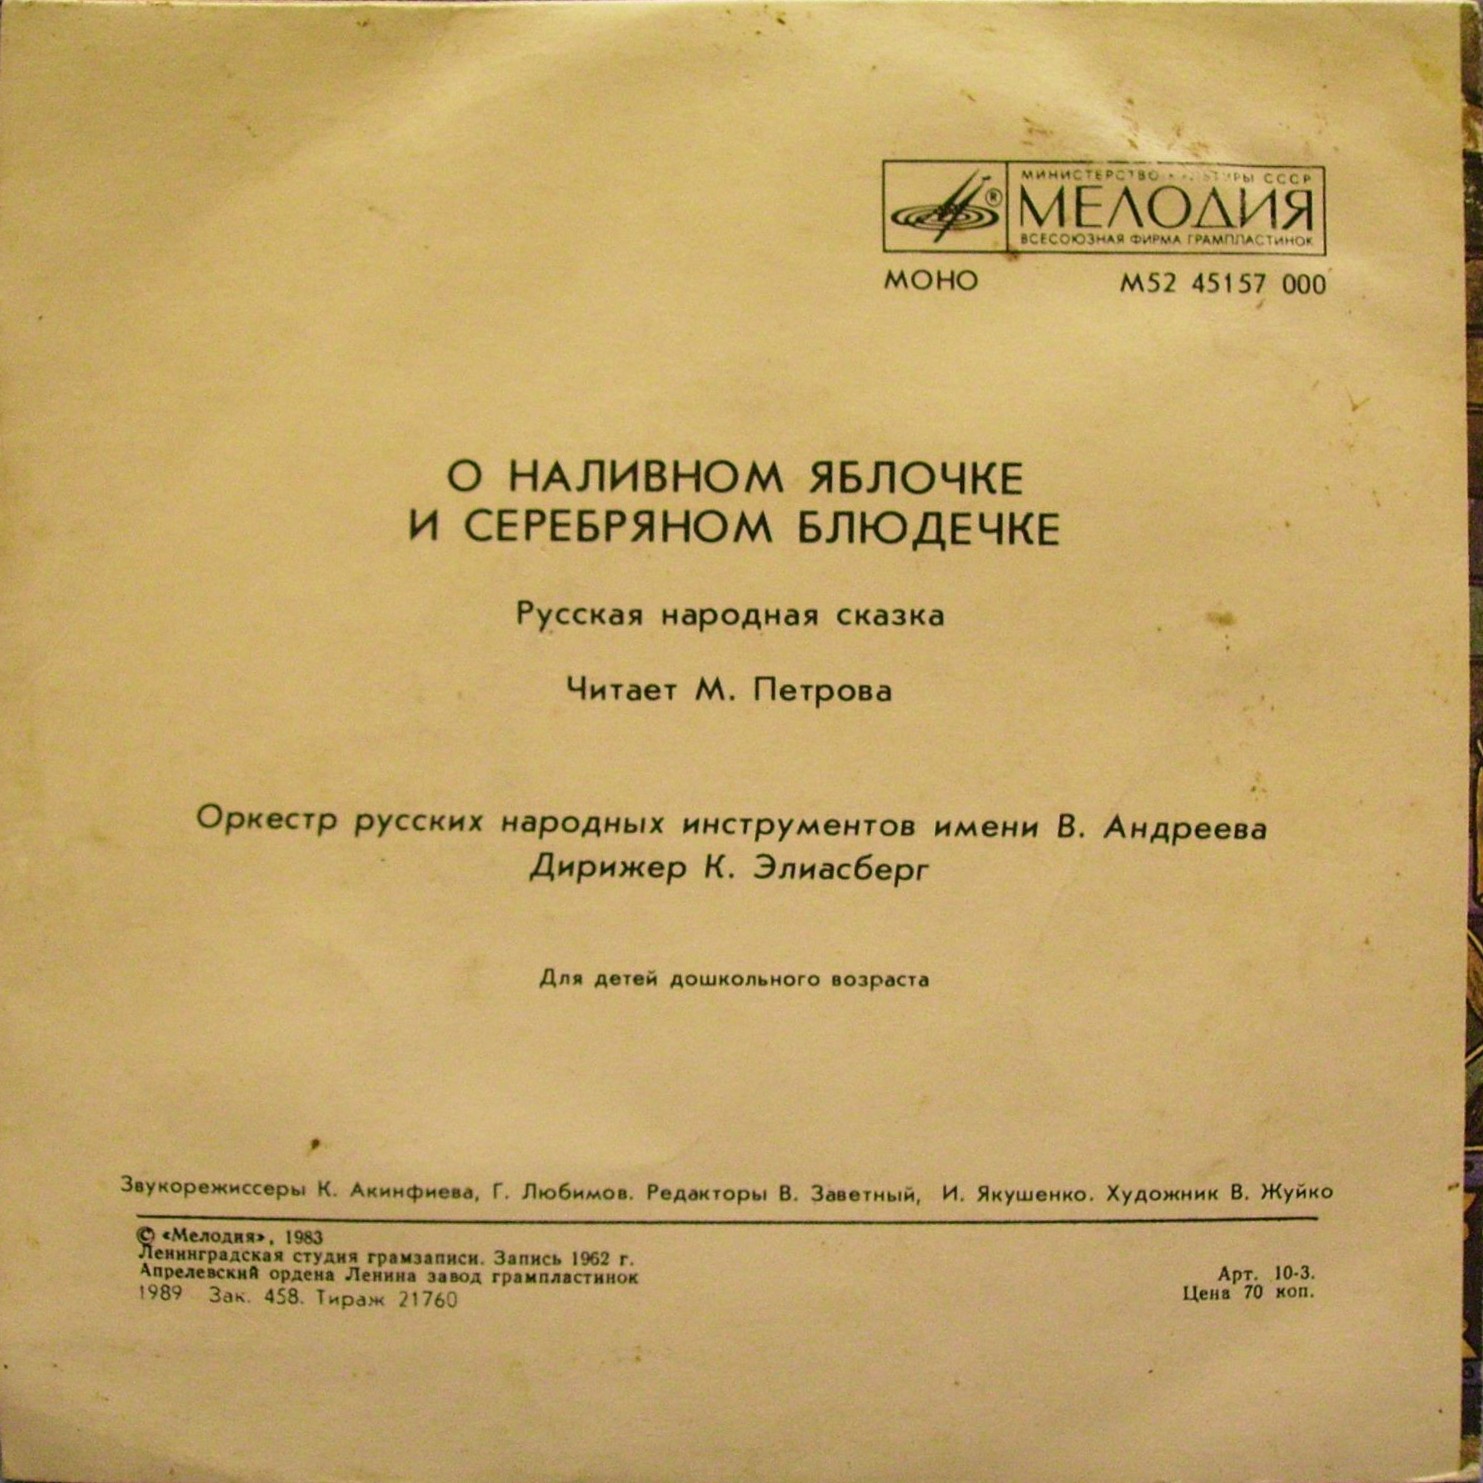 МИНИСТЕРСТВО СССР
МЕЛОДИЯ
ВСЕСОЮЗНАЯ ФИРМА ГРАМПЛАСТИНОК
МОНО М52 45157 000
О НАЛИВНОМ ЯБЛОЧКЕ
И СЕРЕБРЯНОМ БЛЮДЕЧКЕ
Русская народная сказка
Читает М. Петрова
Оркестр русских народных инструментов имени В. Андреева
Дирижер К. Элиасберг
Для детей дошкольного возраста
Звукорежиссеры К. Акинфиева, Г. Любимов. Редакторы В. Заветный, И. Якушенко. Художник В. Жуйко
© «Мелодия», 1983
Ленинградская студия грамзаписи. Запись 1962 г.
Апрелевский ордена Ленина завод грампластинок
1989 Зак. 458. Тираж 21760
Арт. 10-3.
Цена 70 коп.